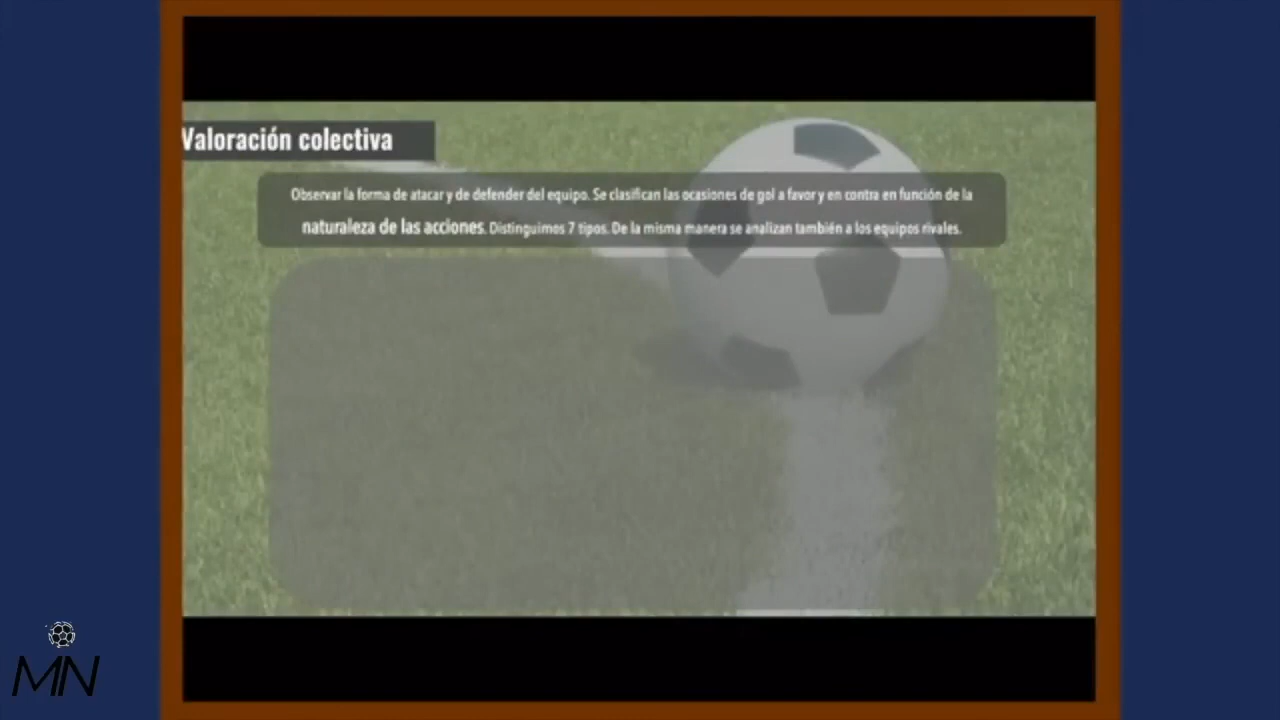 Valoración colectiva
Observar la forma de atacar y de defender del equipo. Se clasifican las ocasiones de gol a favor y en contra en función de la
naturaleza de las acciones. Distinguimos 7 tipos. De la misma manera se analizan también a los equipos rivales.
MN